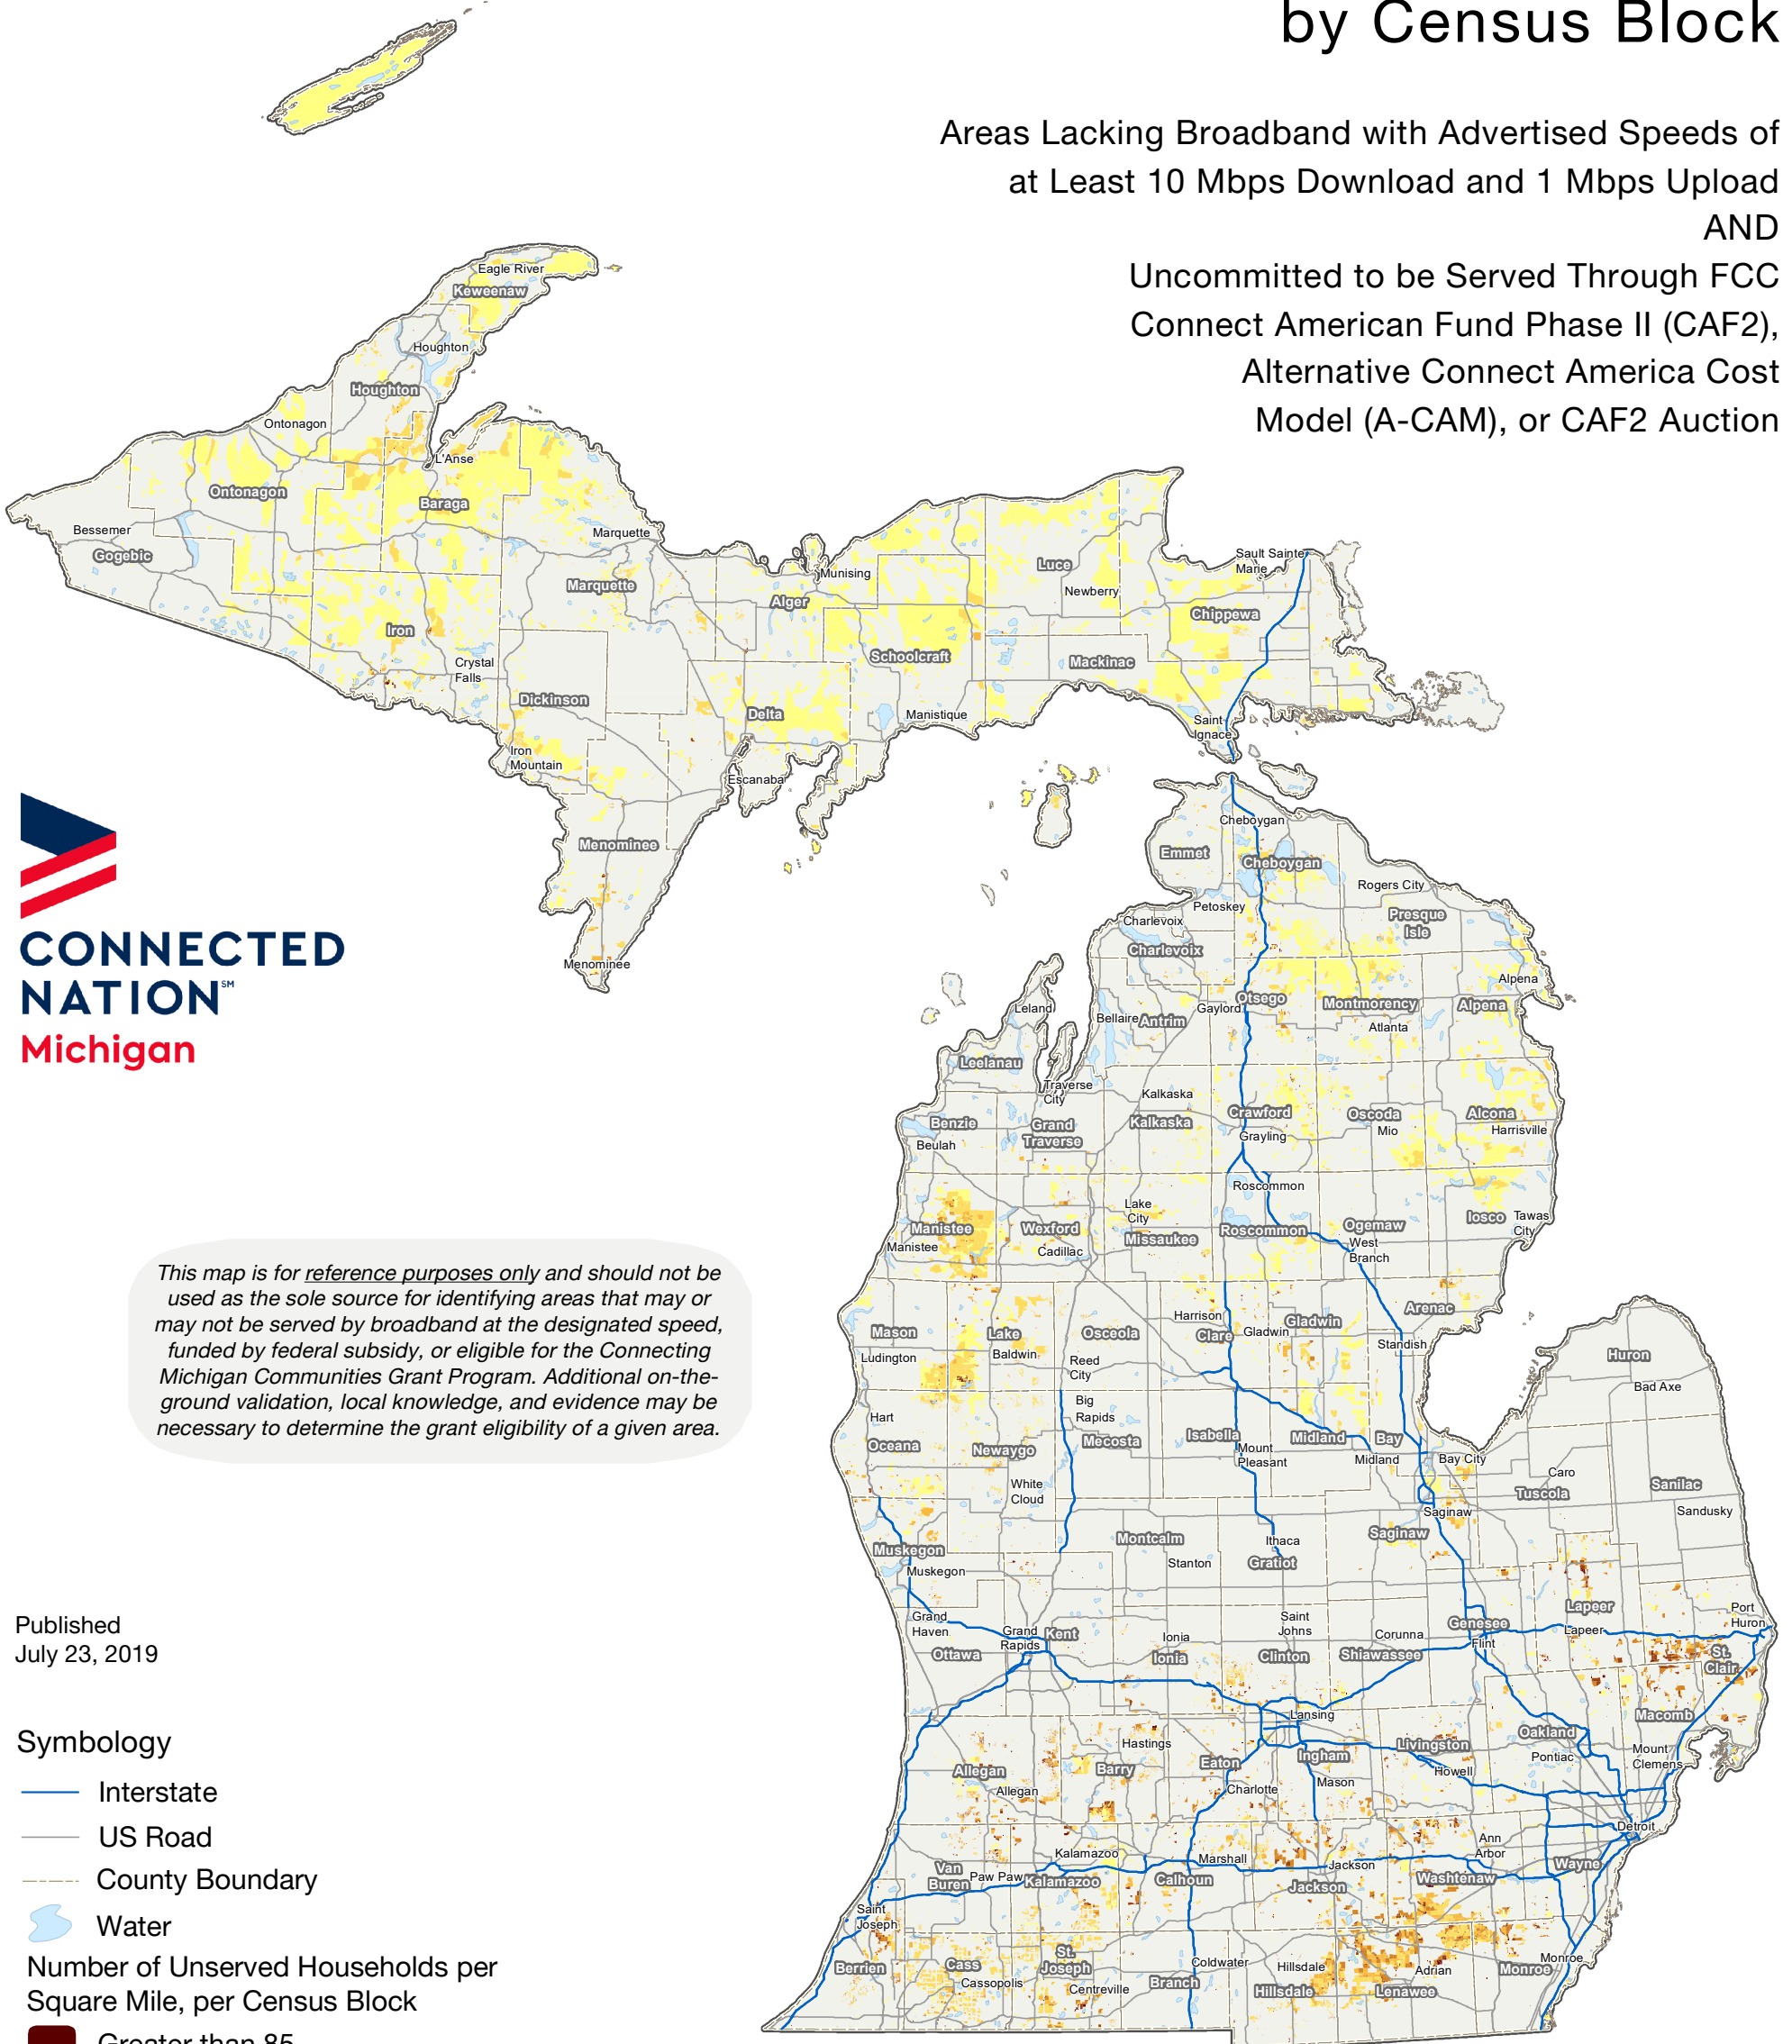 by Census Block
Areas Lacking Broadband with Advertised Speeds of
at Least 10 Mbps Download and 1 Mbps Upload
AND
Uncommitted to be Served Through FCC
Connect American Fund Phase II (CAF2),
Alternative Connect America Cost
Model (A-CAM), or CAF2 Auction
Eagle River
Keweenaw
Houghton
Houghton
Ontonagon
L'Anse
Ontonagon
Baraga
Bessemer
Gogebic
Marquette
Marquette
Munising
Alger
Luce
Newberry
Sault Sainte
Marie
Chippewa
Iron
Crystal
Falls
Schoolcraft
Mackinac
Dickinson
Delta
Manistique
Saint
Ignace
Iron
Mountain
Escanaba
Menominee
Menominee
Cheboygan
Emmet
Cheboygan
Rogers City
Petoskey
Presque
Isle
Charlevoix
Charlevoix
Alpena
Leland
Bellaire
Antrim
Gaylord
Otsego
Montmorency
Alpena
Atlanta
Leelanau
Traverse
City
Kalkaska
Kalkaska
Crawford
Grayling
Oscoda
Mio
Alcona
Harrisville
Benzie
Beulah
Grand
Traverse
Roscommon
Lake
City
Manistee
Manistee
Wexford
Cadillac
Missaukee
Roscommon
Ogemaw
West
Branch
Iosco
Tawas
City
Mason
Ludington
Lake
Baldwin
Osceola
Reed
City
Harrison
Clare
Gladwin
Gladwin
Arenac
Standish
Huron
Bad Axe
Hart
Oceana
Newaygo
White
Cloud
Big
Rapids
Mecosta
Isabella
Mount
Pleasant
Midland
Midland
Bay
Bay City
Caro
Tuscola
Sanilac
Sandusky
Saginaw
Saginaw
Muskegon
Muskegon
Montcalm
Stanton
Ithaca
Gratiot
Grand
Haven
Ottawa
Grand
Rapids
Kent
Ionia
Ionia
Saint
Johns
Clinton
Corunna
Shiawassee
Genesee
Flint
Lapeer
Lapeer
Port
Huron
St.
Clair
Lansing
Macomb
Oakland
Pontiac
Mount
Clemens
Hastings
Barry
Eaton
Charlotte
Ingham
Mason
Livingston
Howell
Allegan
Allegan
Detroit
Wayne
Ann
Arbor
Washtenaw
Van
Buren
Paw Paw
Kalamazoo
Kalamazoo
Marshall
Calhoun
Jackson
Jackson
Saint
Joseph
Berrien
Cass
Cassopolis
St.
Joseph
Centreville
Branch
Coldwater
Hillsdale
Hillsdale
Adrian
Lenawee
Monroe
Monroe
CONNECTED
NATION℠
Michigan
This map is for reference purposes only and should not be
used as the sole source for identifying areas that may or
may not be served by broadband at the designated speed,
funded by federal subsidy, or eligible for the Connecting
Michigan Communities Grant Program. Additional on-the-
ground validation, local knowledge, and evidence may be
necessary to determine the grant eligibility of a given area.
Published
July 23, 2019
Symbology
Interstate
US Road
County Boundary
Water
Number of Unserved Households per
Square Mile, per Census Block
Greater than 85